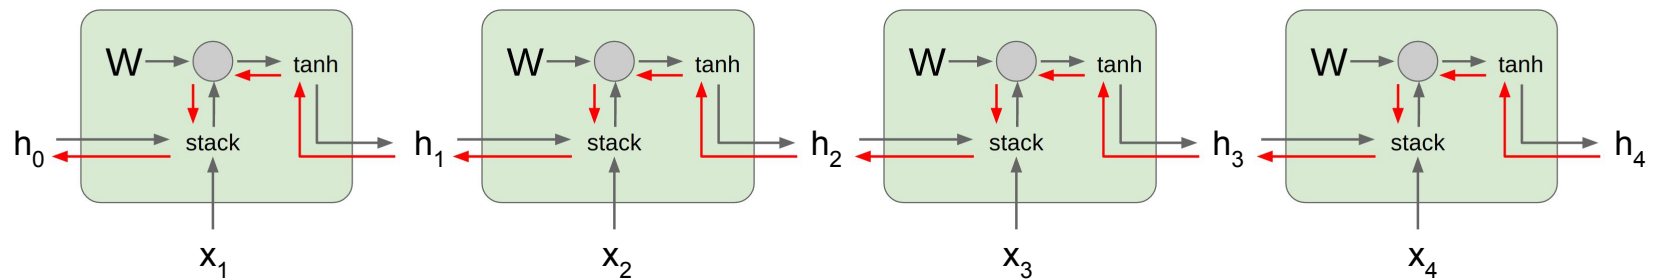 W tanh W tanh W tanh W tanh
h₀ stack h₁ stack h₂ stack h₃ stack h₄
x₁ x₂ x₃ x₄